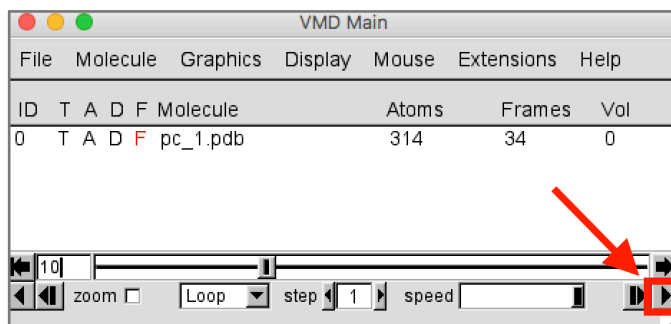 VMD Main
File Molecule Graphics Display Mouse Extensions Help
ID T A D F Molecule Atoms Frames Vol
0 T A D F pc_1.pdb 314 34 0
10
zoom Loop step 1 speed